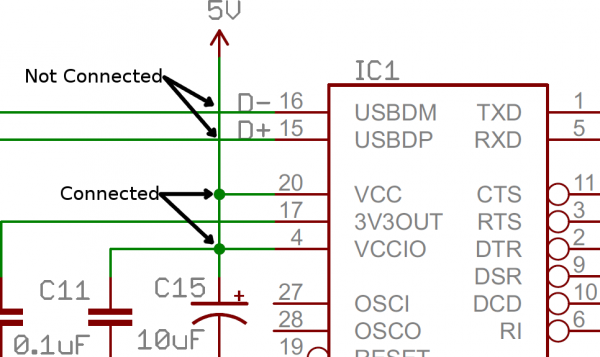 5V
Not Connected
IC1
D- 16 USBDM TXD 1
D+ 15 USBDP RXD 5
Connected
20 VCC CTS 11
17 3V3OUT RTS 3
4 VCCIO DTR 2
DSR 9
C11 C15 + 27 OSCI DCD 10
0.1uF 10uF 28 OSCO RI 6
19 RESET